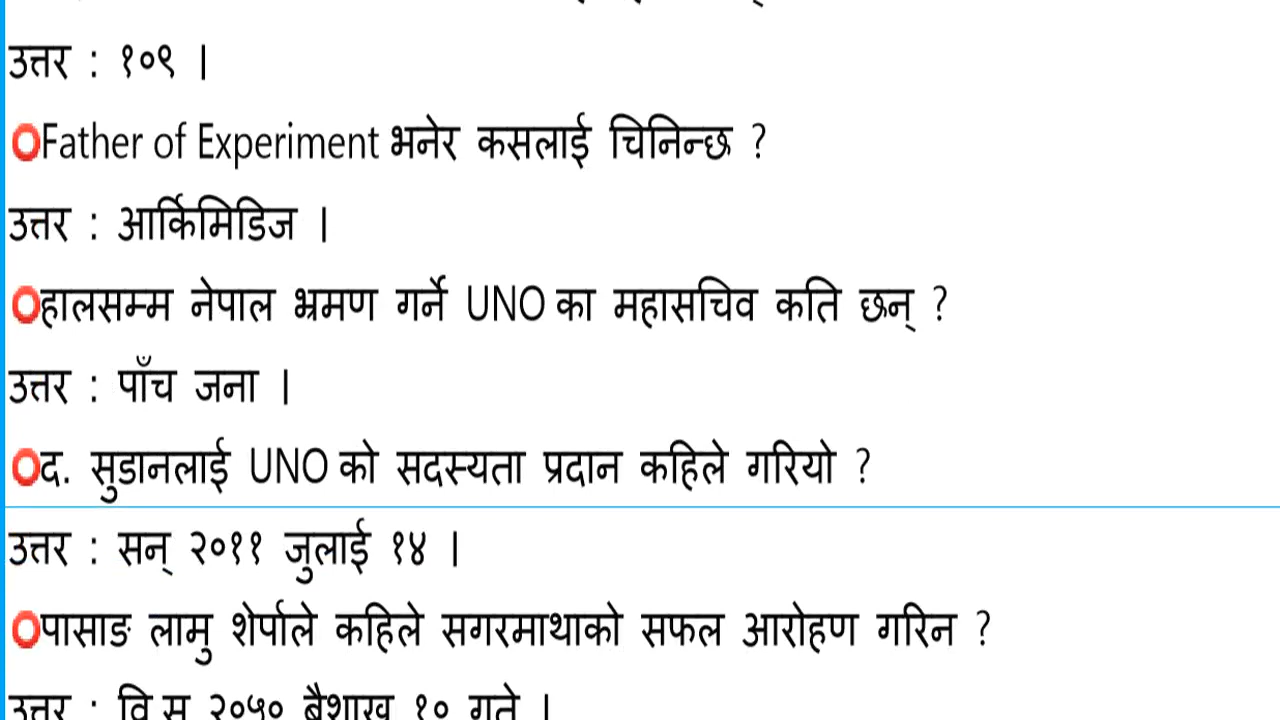 उत्तर : १०९ ।
⭕Father of Experiment भनेर कसलाई चिनिन्छ ?
उत्तर : आर्किमिडिज ।
⭕हालसम्म नेपाल भ्रमण गर्ने UNO का महासचिव कति छन् ?
उत्तर : पाँच जना ।
⭕द. सुडानलाई UNO को सदस्यता प्रदान कहिले गरियो ?
उत्तर : सन् २०११ जुलाई १४ ।
⭕पासाङ लामु शेर्पाले कहिले सगरमाथाको सफल आरोहण गरिन ?
उत्तर : वि.स २०५० बैशाख १० गते ।